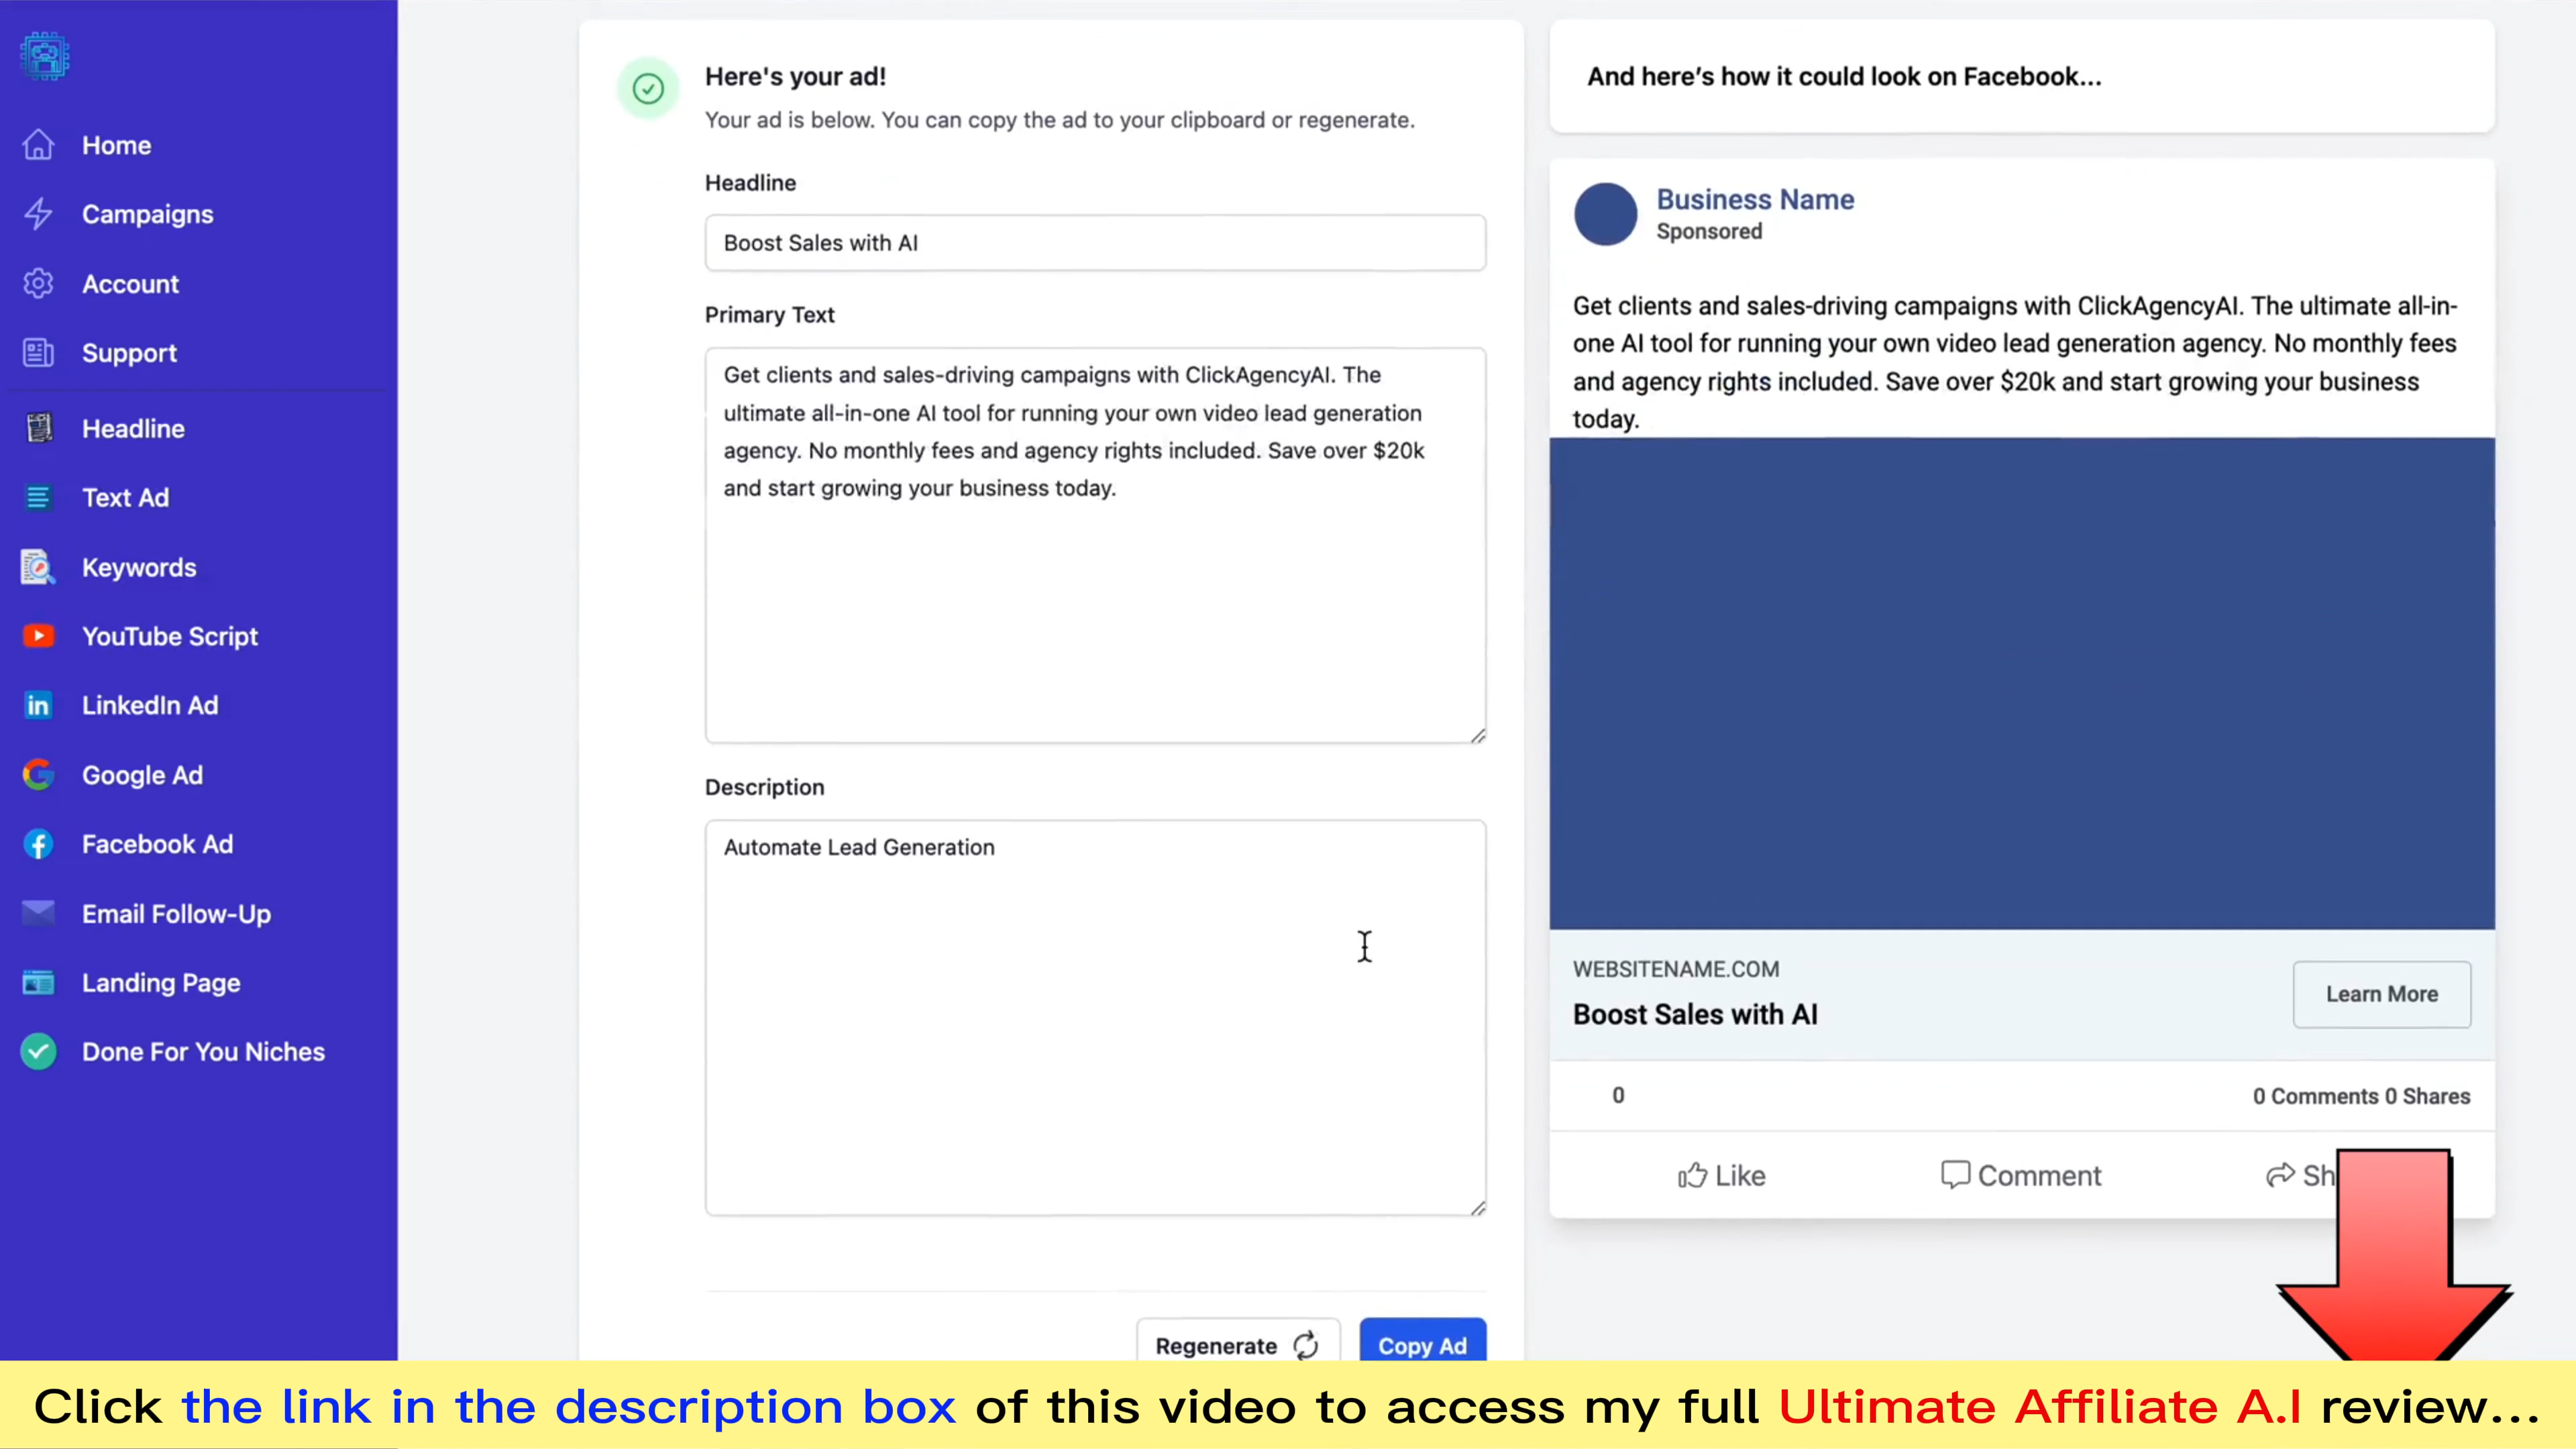 Home
Campaigns
Account
Support
Headline
Text Ad
Keywords
YouTube Script
LinkedIn Ad
Google Ad
Facebook Ad
Email Follow-Up
Landing Page
Done For You Niches
Here's your ad!
Your ad is below. You can copy the ad to your clipboard or regenerate.
Headline
Boost Sales with AI
Primary Text
Get clients and sales-driving campaigns with ClickAgencyAI. The
ultimate all-in-one AI tool for running your own video lead generation
agency. No monthly fees and agency rights included. Save over $20k
and start growing your business today.
Description
Automate Lead Generation
Regenerate
Copy Ad
And here’s how it could look on Facebook...
Business Name
Sponsored
Get clients and sales-driving campaigns with ClickAgencyAI. The ultimate all-in-
one AI tool for running your own video lead generation agency. No monthly fees
and agency rights included. Save over $20k and start growing your business
today.
WEBSITENAME.COM
Boost Sales with AI
Learn More
0
0 Comments 0 Shares
Like
Comment
Sh
Click the link in the description box of this video to access my full Ultimate Affiliate A.I review...